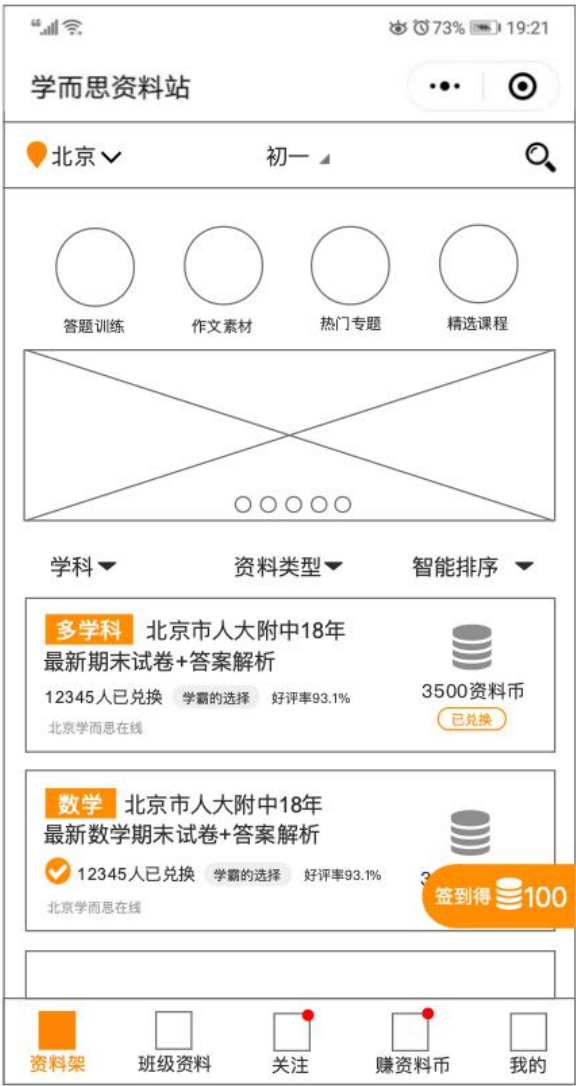 73% 19:21
学而思资料站
北京 初一
答题训练 作文素材 热门专题 精选课程
学科 资料类型 智能排序
多学科 北京市人大附中18年
最新期末试卷+答案解析
3500资料币
12345人已兑换 学霸的选择 好评率93.1%
已兑换
北京学而思在线
数学 北京市人大附中18年
最新数学期末试卷+答案解析
12345人已兑换 学霸的选择 好评率93.1%
签到得 100
北京学而思在线
资料架 班级资料 关注 赚资料币 我的